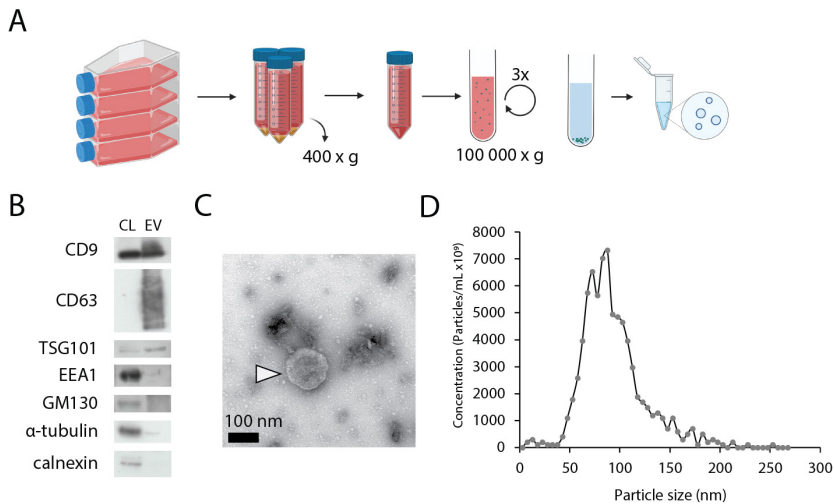 A
3x
400 x g
100 000 x g
B
CL EV
CD9
CD63
TSG101
EEA1
GM130
α-tubulin
calnexin
C
100 nm
D
Concentration (Particles/mL x10⁹)
8000
7000
6000
5000
4000
3000
2000
1000
0
0 50 100 150 200 250 300
Particle size (nm)